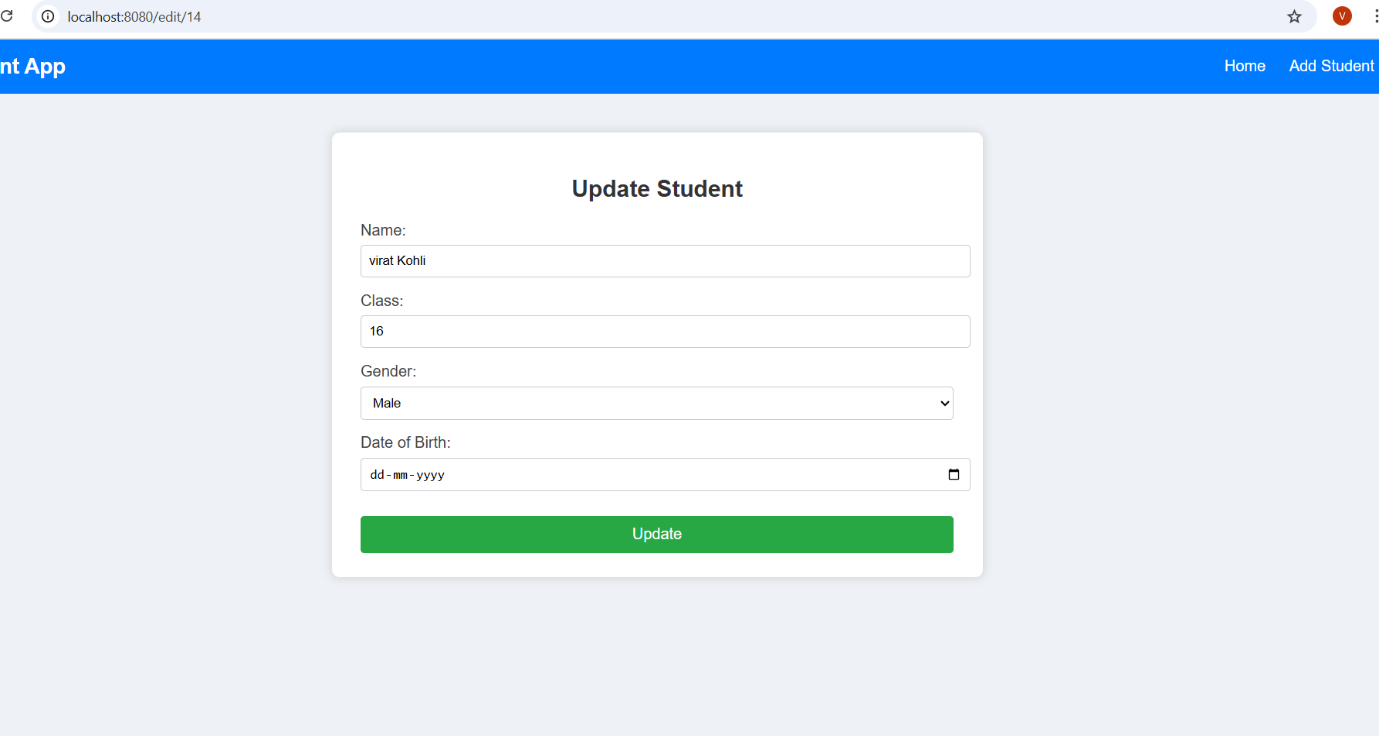 localhost:8080/edit/14
V
nt App
Home
Add Student
Update Student
Name:
virat Kohli
Class:
16
Gender:
Male
Date of Birth:
dd-mm-yyyy
Update